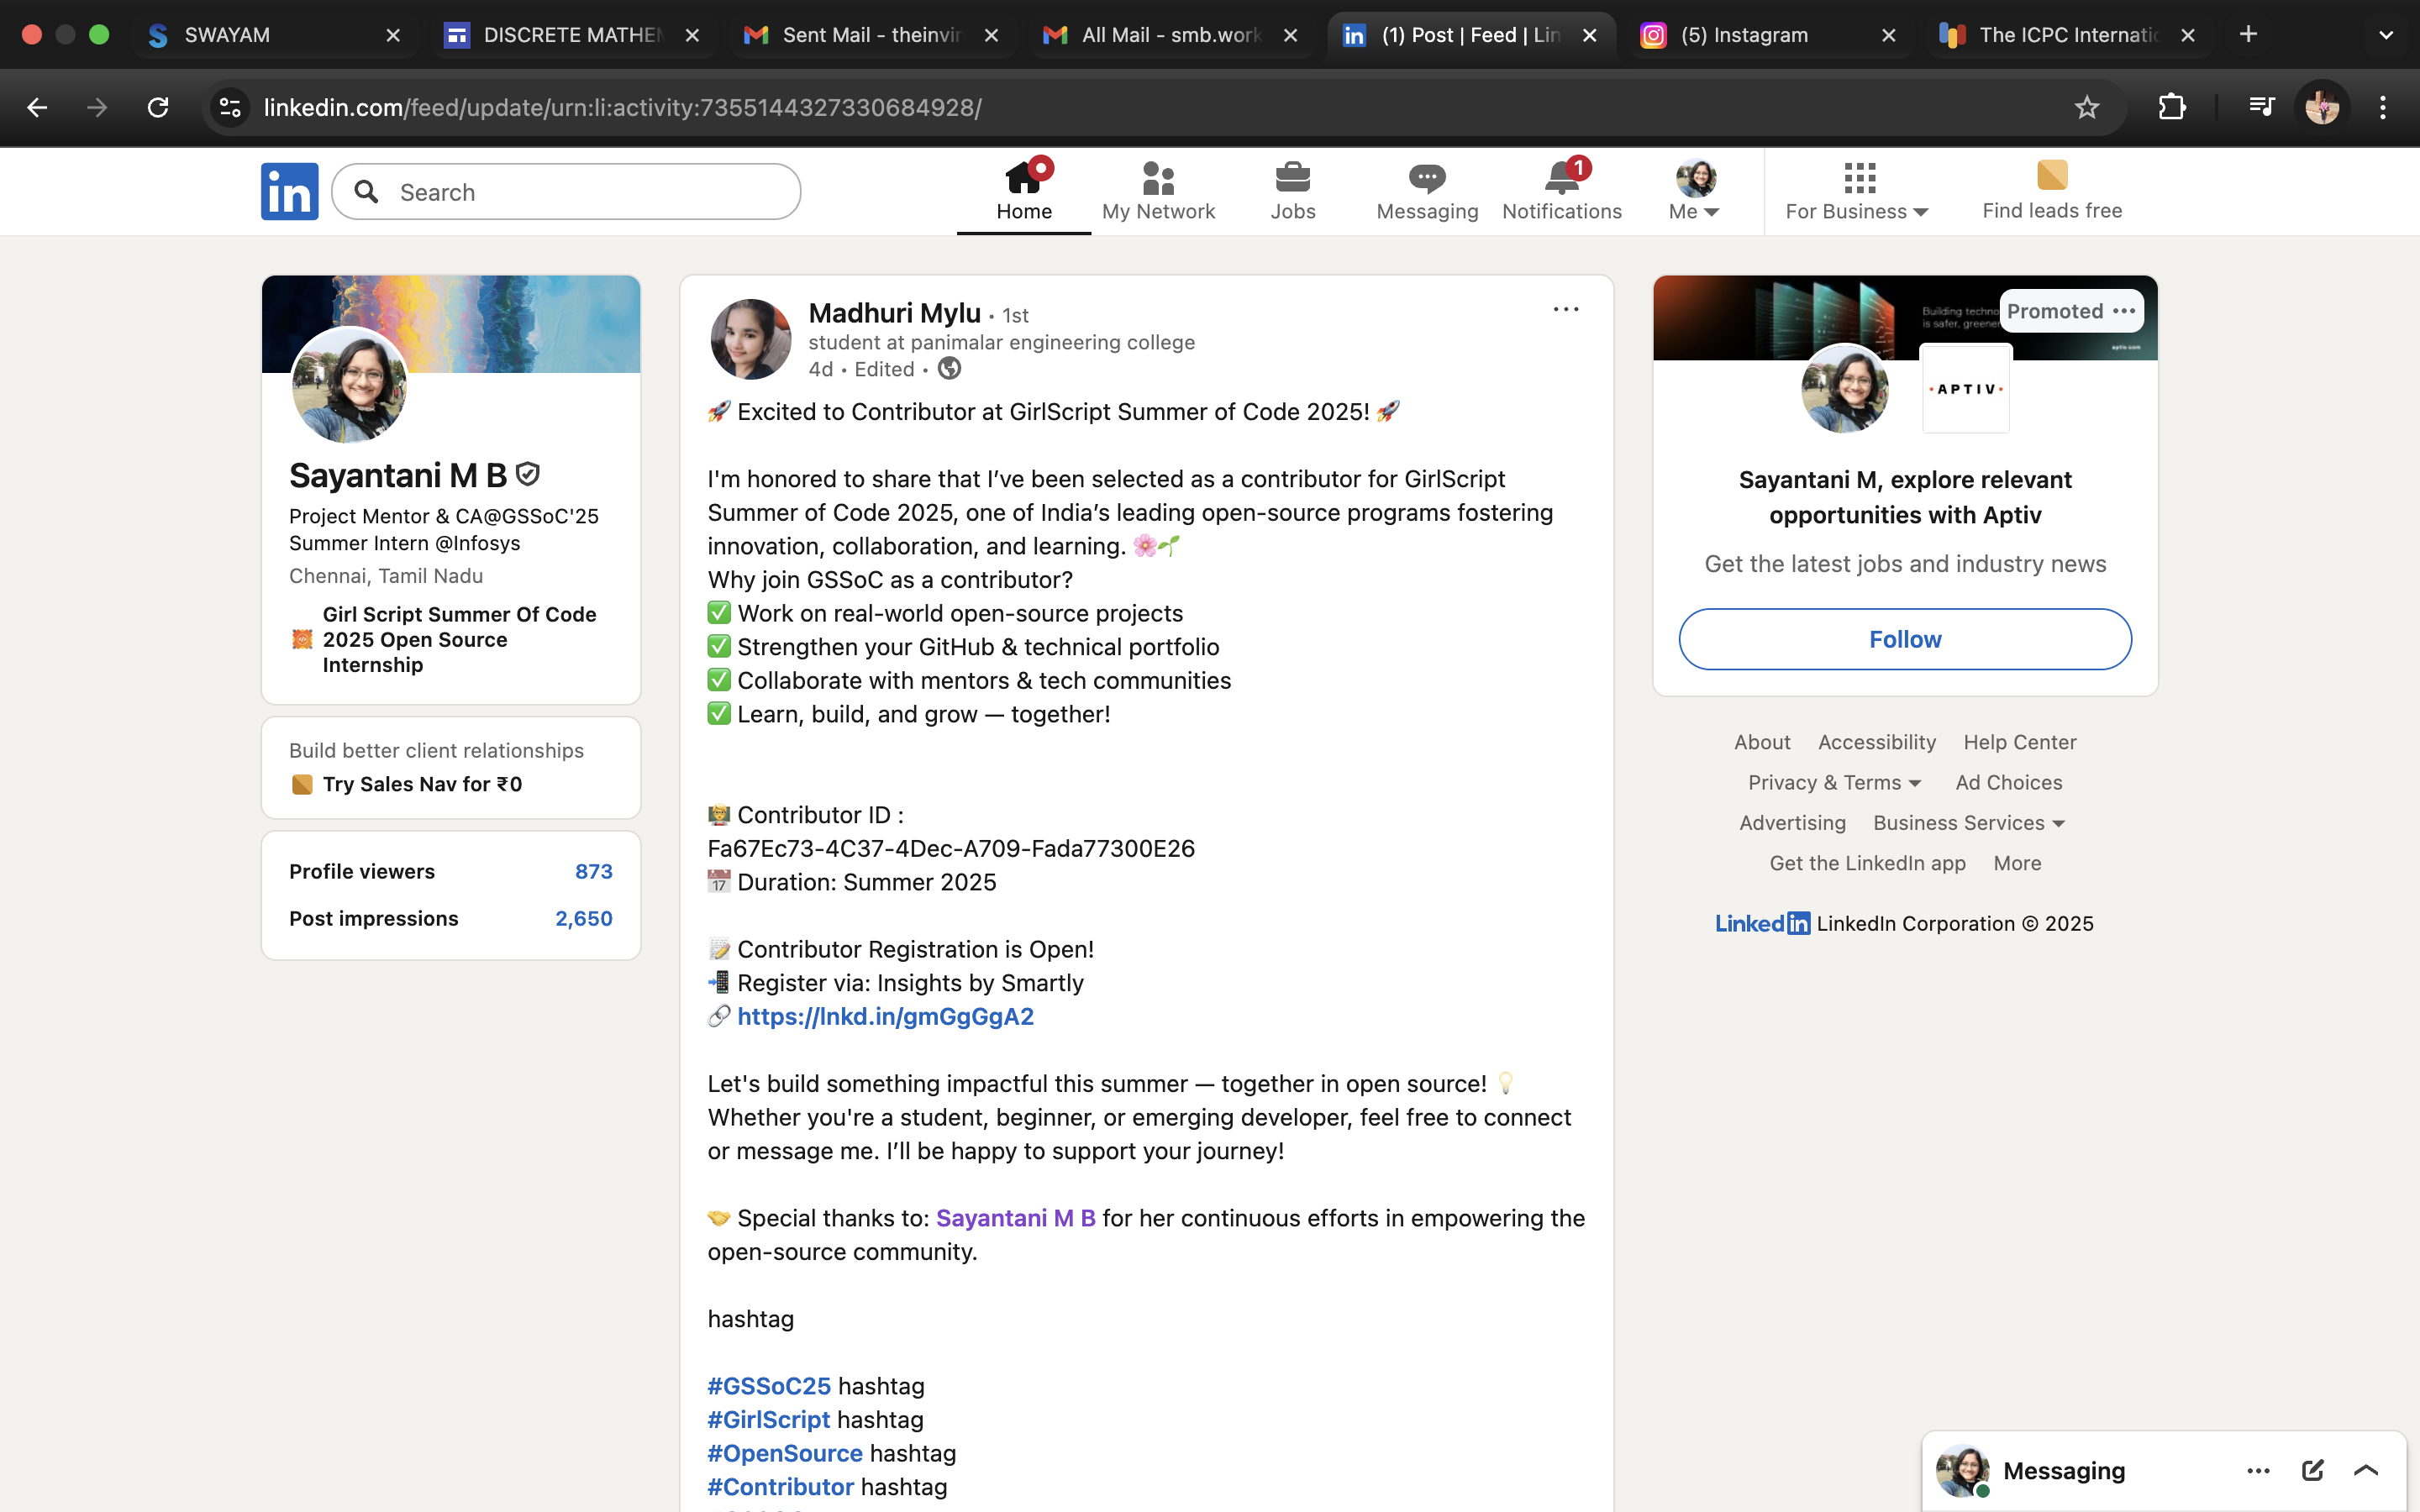 SWAYAM
DISCRETE MATHEM
Sent Mail - theinvin
All Mail - smb.work
(1) Post | Feed | Lin
(5) Instagram
The ICPC Internatio
linkedin.com/feed/update/urn:li:activity:7355144327330684928/
in
Search
Home
My Network
Jobs
Messaging
1
Notifications
Me
For Business
Find leads free
Sayantani M B
Project Mentor & CA@GSSoC'25
Summer Intern @Infosys
Chennai, Tamil Nadu
Girl Script Summer Of Code
2025 Open Source
Internship
Build better client relationships
Try Sales Nav for ₹0
Profile viewers 873
Post impressions 2,650
Madhuri Mylu • 1st
student at panimalar engineering college
4d • Edited •
🚀 Excited to Contributor at GirlScript Summer of Code 2025! 🚀
I'm honored to share that I’ve been selected as a contributor for GirlScript
Summer of Code 2025, one of India’s leading open-source programs fostering
innovation, collaboration, and learning. 🌸🌱
Why join GSSoC as a contributor?
✅ Work on real-world open-source projects
✅ Strengthen your GitHub & technical portfolio
✅ Collaborate with mentors & tech communities
✅ Learn, build, and grow — together!
👨‍🏫 Contributor ID :
Fa67Ec73-4C37-4Dec-A709-Fada77300E26
📅 Duration: Summer 2025
📝 Contributor Registration is Open!
📲 Register via: Insights by Smartly
🔗 https://lnkd.in/gmGgGgA2
Let's build something impactful this summer — together in open source! 💡
Whether you're a student, beginner, or emerging developer, feel free to connect
or message me. I’ll be happy to support your journey!
🤝 Special thanks to: Sayantani M B for her continuous efforts in empowering the
open-source community.
hashtag
#GSSoC25 hashtag
#GirlScript hashtag
#OpenSource hashtag
#Contributor hashtag
Building techno
is safer, greener
Promoted
• APTIV •
Sayantani M, explore relevant
opportunities with Aptiv
Get the latest jobs and industry news
Follow
About Accessibility Help Center
Privacy & Terms Ad Choices
Advertising Business Services
Get the LinkedIn app More
LinkedIn LinkedIn Corporation © 2025
Messaging